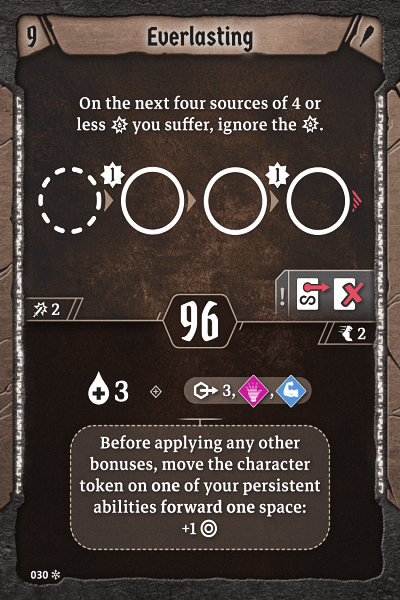 9
Everlasting
On the next four sources of 4 or
less you suffer, ignore the .
1
1
!
S
2
96
2
3
3, ,
Before applying any other
bonuses, move the character
token on one of your persistent
abilities forward one space:
+1
030